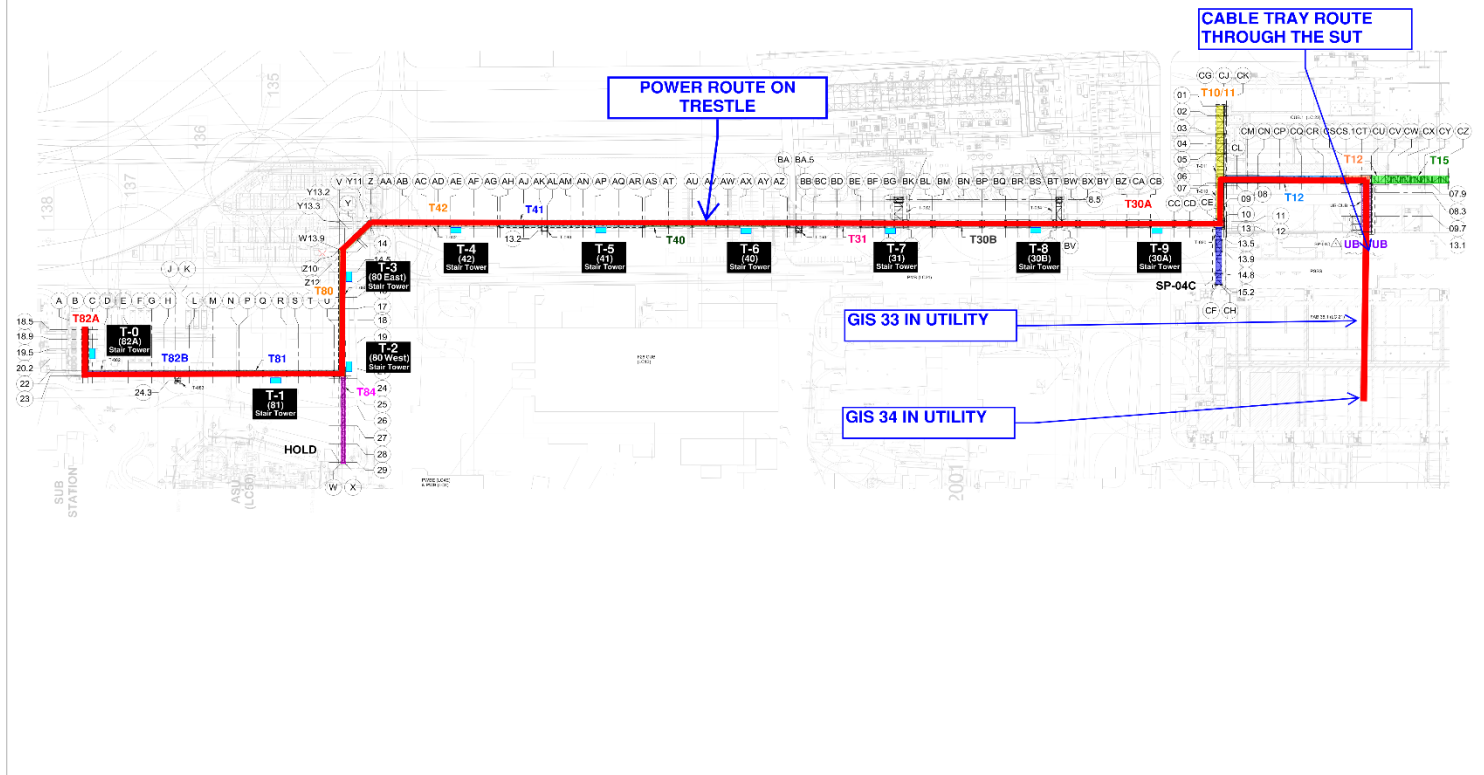 CABLE TRAY ROUTE
THROUGH THE SUT
POWER ROUTE ON
TRESTLE
CG CJ CK
T10/11
01
02
03
04
05
06
07
CL
CM CN CP CQ CR CS CS.1 CT CU CV CW CX CY CZ
T12
T15
T12
07.9
08.3
09.7
13.1
08
09
10
11
12
13
13.5
13.9
14.8
15.2
UB UB
135
136
137
138
BA BA.5
V Y11 Z AA AB AC AD AE AF AG AH AJ AK AL AM AN AP AQ AR AS AT AU AV AW AX AY AZ BB BC BD BE BF BG BK BL BM BN BP BQ BR BS BT BW BX BY BZ CA CB
8.5
CC CD CE
Y13.2
Y13.3
Y
W13.9
Z10
Z12
T80
T42
T41
13.2
T40
T31
T30B
BV
T30A
14
14.5
17
18
19
T-3
(80 East)
Stair Tower
T-4
(42)
Stair Tower
T-5
(41)
Stair Tower
T-6
(40)
Stair Tower
T-7
(31)
Stair Tower
T-8
(30B)
Stair Tower
T-9
(30A)
Stair Tower
SP-04C
CF CH
J K
A B C D E F G H L M N P Q R S T U
T82A
18.5
18.9
19.5
20.2
22
23
T-0
(82A)
Stair Tower
T82B
T81
24.3
T-1
(81)
Stair Tower
T-2
(80 West)
Stair Tower
T84
24
25
26
27
28
29
HOLD
W X
SUB
STATION
ASU
(LC50)
2001
GIS 33 IN UTILITY
GIS 34 IN UTILITY